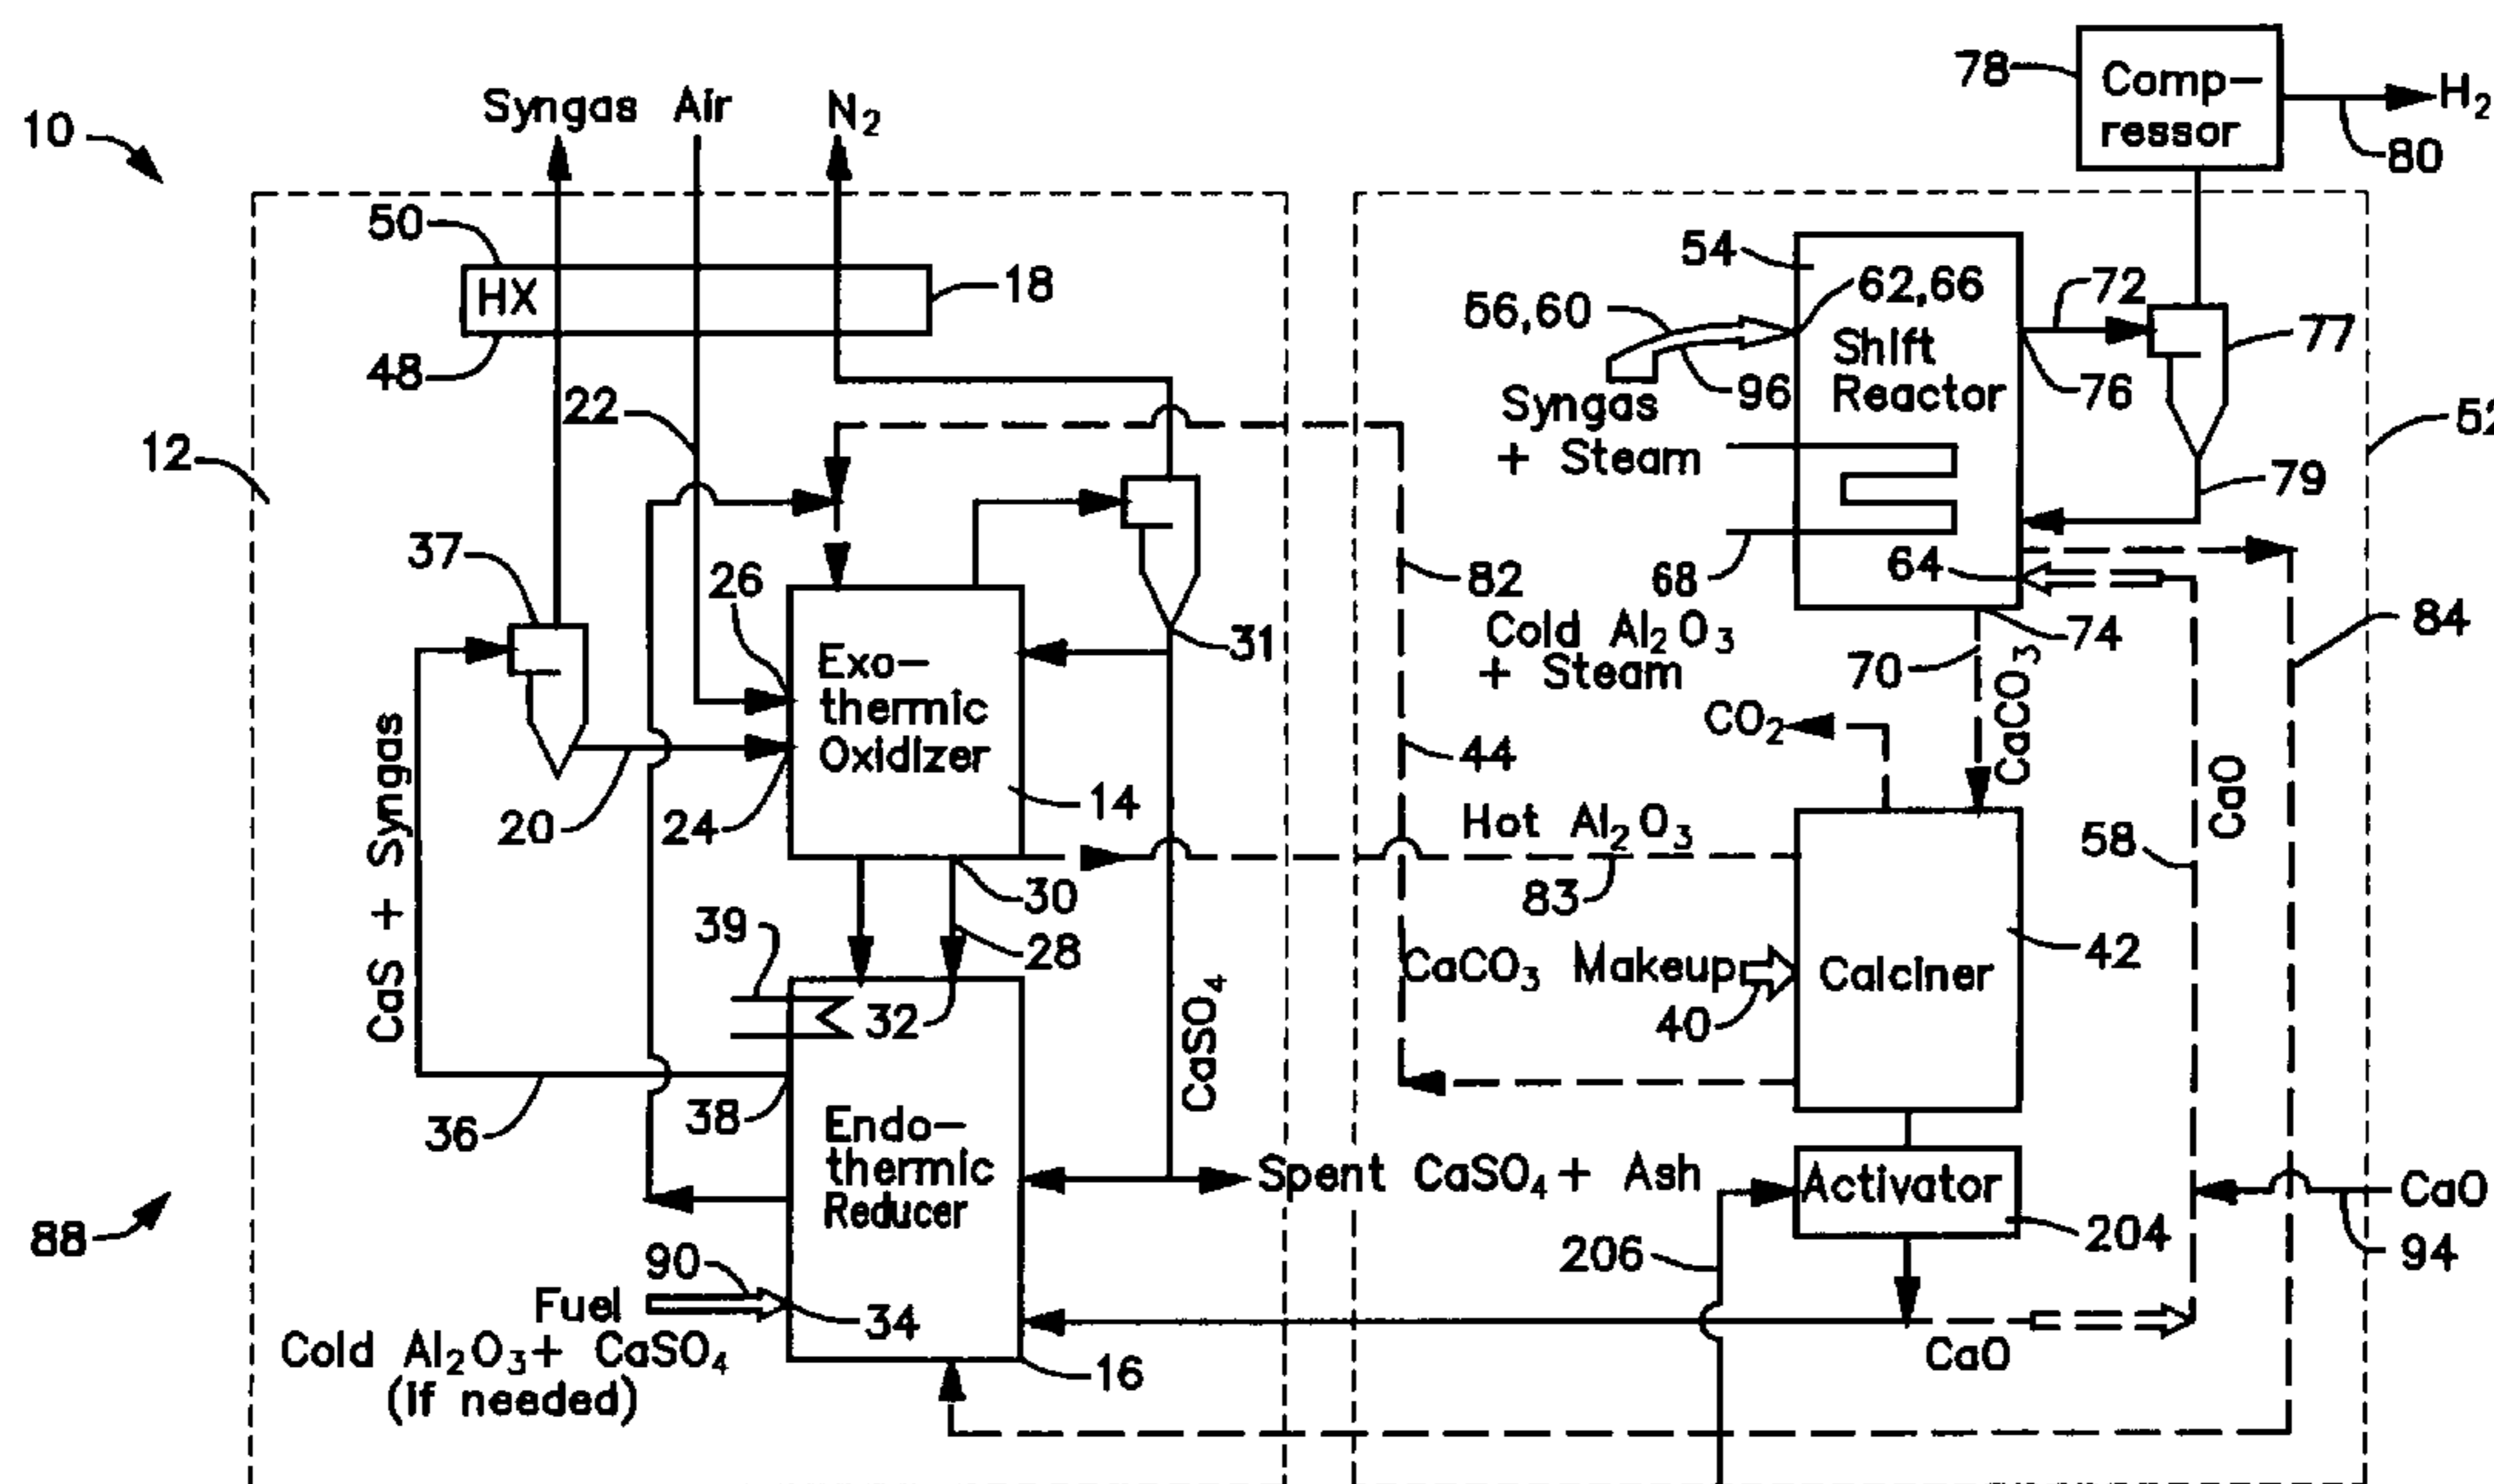 78
Comp-
ressor
H2
80
10
Syngas
Air
N2
50
HX
18
48
22
12
54
62,66
56,60
Shift
Reactor
72
77
96
76
Syngas
+ Steam
79
37
26
68
64
82
Cold Al2O3
+ Steam
74
70
84
31
Exo-
thermic
Oxidizer
CaCO3
CO2
44
CaS + Syngas
20
24
14
Hot Al2O3
58
CaO
30
83
39
28
CaCO3 Makeup
Calciner
42
32
40
CaSO4
36
38
Endo-
thermic
Reducer
Spent CaSO4 + Ash
Activator
CaO
88
204
206
94
90
Fuel
34
Cold Al2O3+ CaSO4
(if needed)
CaO
16